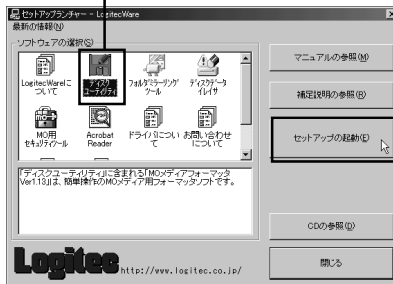 セットアップランチャー - LogitecWare
最新の情報(N)
ソフトウェアの選択(S)
LogitecWareについて
ディスクユーティリティ
フォルダミラーリングツール
ディスクデータイレイサ
MO用セキュリティツール
Acrobat Reader
ドライバについて
お問い合わせについて
『ディスクユーティリティ』に含まれる『MOメディアフォーマッタ
Ver1.13』は、簡単操作のMOメディア用フォーマッタソフトです。
マニュアルの参照(M)
補足説明の参照(R)
セットアップの起動(E)
CDの参照(D)
閉じる
Logitec http://www.logitec.co.jp/